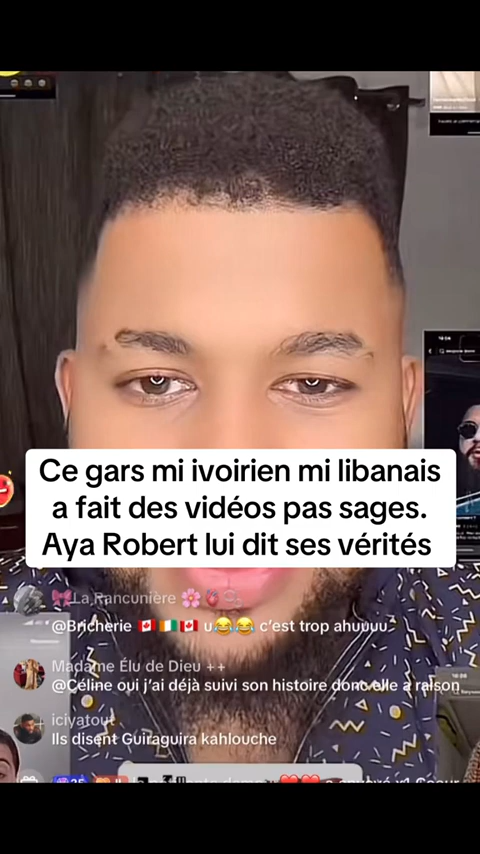 Ce gars mi ivoirien mi libanais
a fait des vidéos pas sages.
Aya Robert lui dit ses vérités
🎀La Rancunière 🌸
@Bricherie 🇨🇦🇨🇮🇨🇦 u😂😂 c’est trop ahuuuu
Madame Élu de Dieu ++
@Céline oui j’ai déjà suivi son histoire donc elle a raison
iciyatout
Ils disent Guiraguira kahlouche